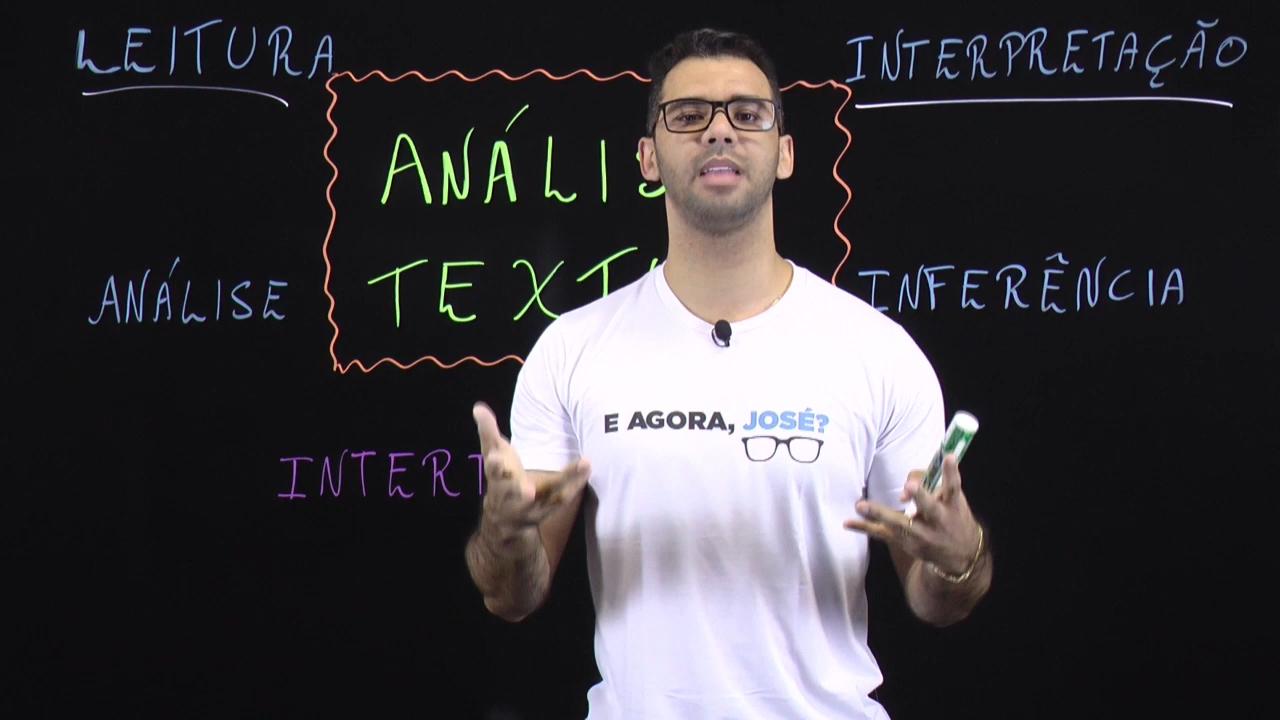 LEITURA
INTERPRETAÇÃO
ANÁLIS
TEXT
ANÁLISE
INFERÊNCIA
E AGORA, JOSÉ?
INTERT